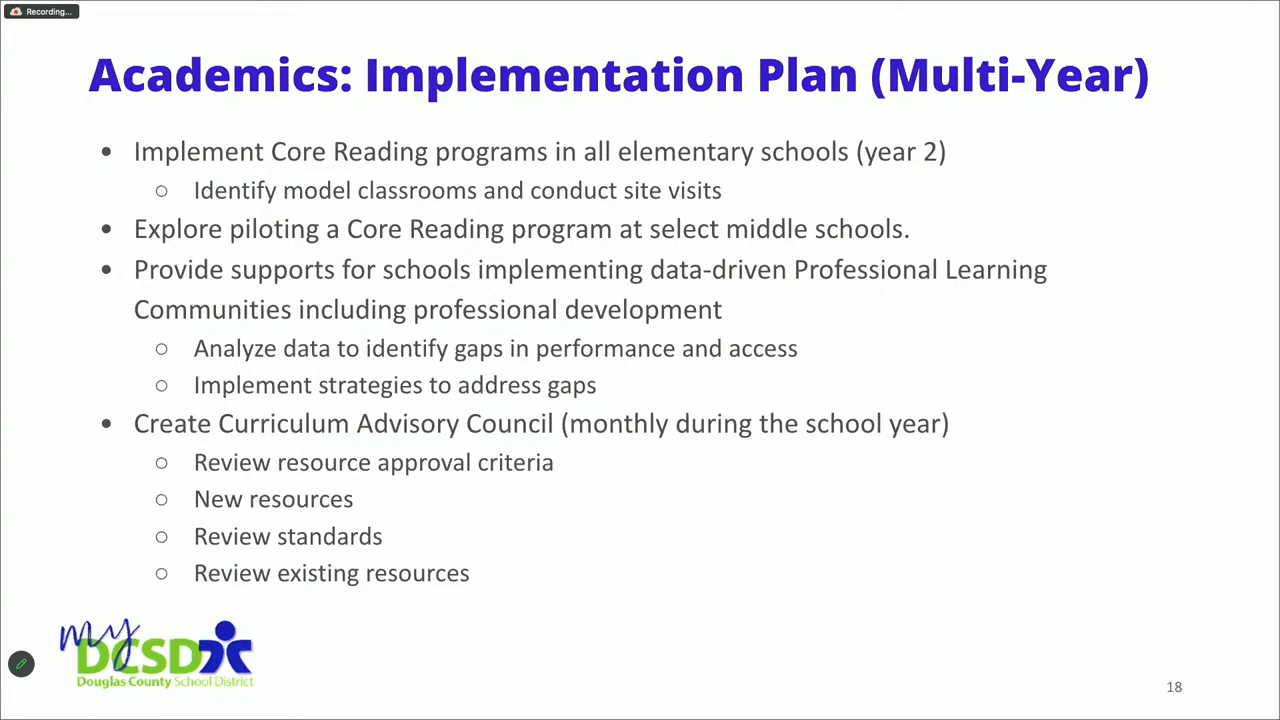 Recording...
Academics: Implementation Plan (Multi-Year)
• Implement Core Reading programs in all elementary schools (year 2)
○ Identify model classrooms and conduct site visits
• Explore piloting a Core Reading program at select middle schools.
• Provide supports for schools implementing data-driven Professional Learning
Communities including professional development
○ Analyze data to identify gaps in performance and access
○ Implement strategies to address gaps
• Create Curriculum Advisory Council (monthly during the school year)
○ Review resource approval criteria
○ New resources
○ Review standards
○ Review existing resources
my
DCSD
Douglas County School District
18